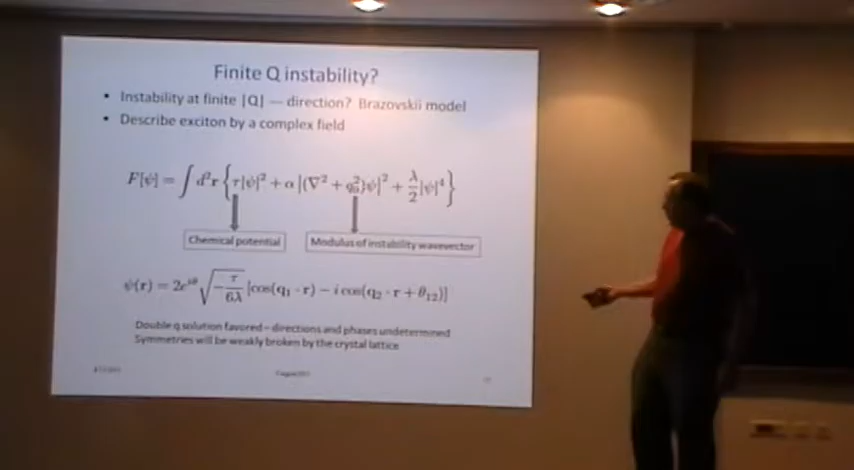 Finite Q instability?
• Instability at finite |Q| — direction? Brazovskii model
• Describe exciton by a complex field
F[ψ] = ∫ d²r { τ|ψ|² + α |(∇² + q₀²)ψ|² + λ/2 |ψ|⁴ }
Chemical potential
Modulus of instability wavevector
ψ(r) = 2e^{iθ} √(−τ/6λ) [cos(q₁ · r) − i cos(q₂ · r + θ₁₂)]
Double q solution favored – directions and phases undetermined
Symmetries will be weakly broken by the crystal lattice